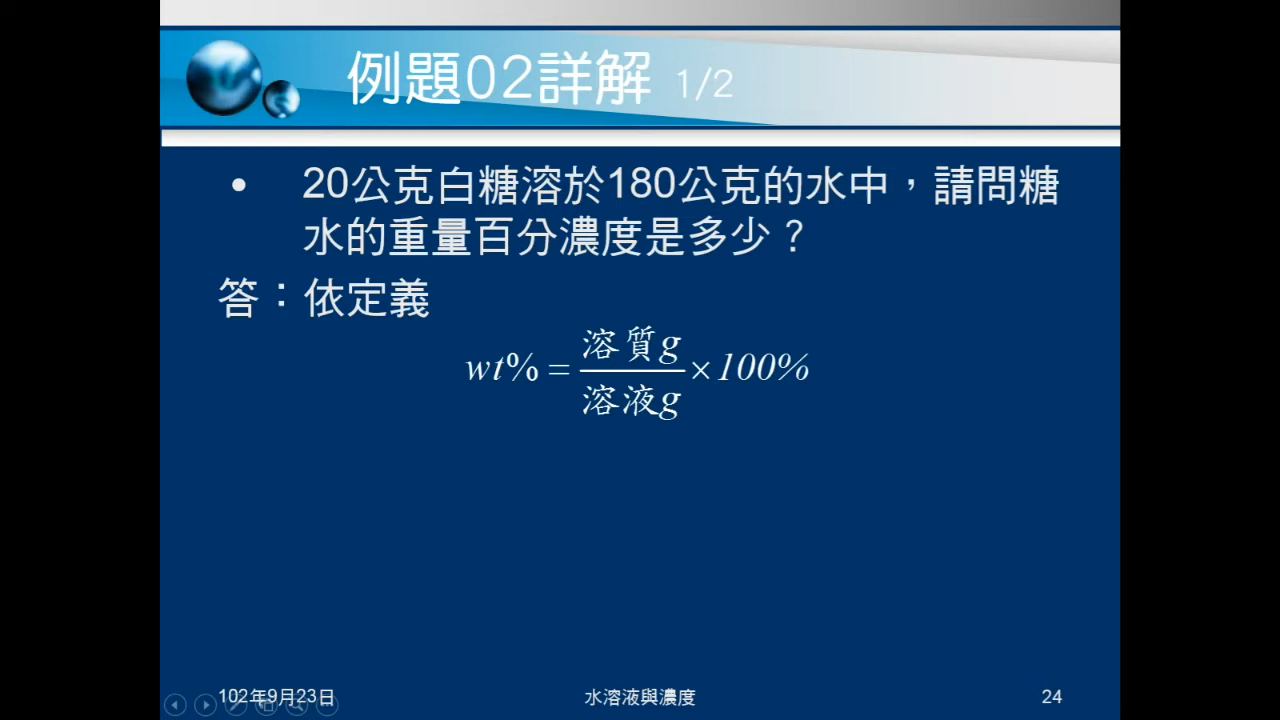 例題02詳解 1/2
• 20公克白糖溶於180公克的水中，請問糖
水的重量百分濃度是多少？
答：依定義
wt% = 溶質g / 溶液g × 100%
102年9月23日
水溶液與濃度
24